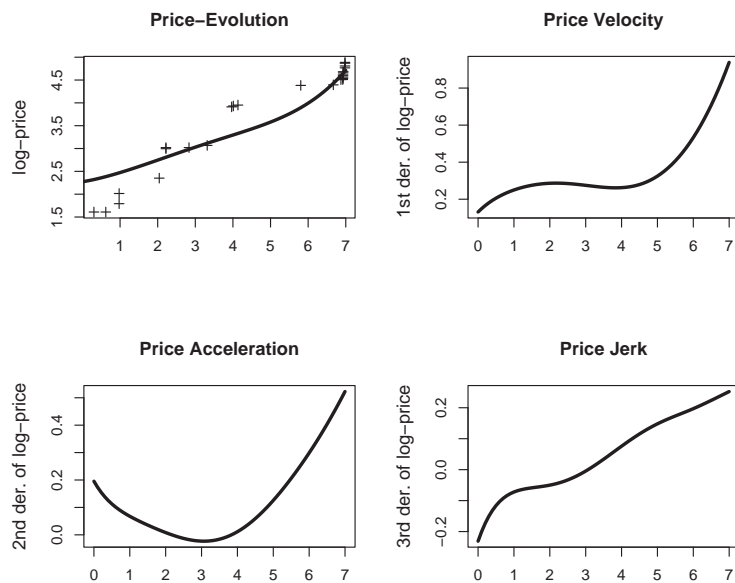 Price−Evolution
log−price
1.5 2.5 3.5 4.5
1 2 3 4 5 6 7
Price Velocity
1st der. of log−price
0.2 0.4 0.6 0.8
0 1 2 3 4 5 6 7
Price Acceleration
2nd der. of log−price
0.0 0.2 0.4
0 1 2 3 4 5 6 7
Price Jerk
3rd der. of log−price
−0.2 0.0 0.2
0 1 2 3 4 5 6 7